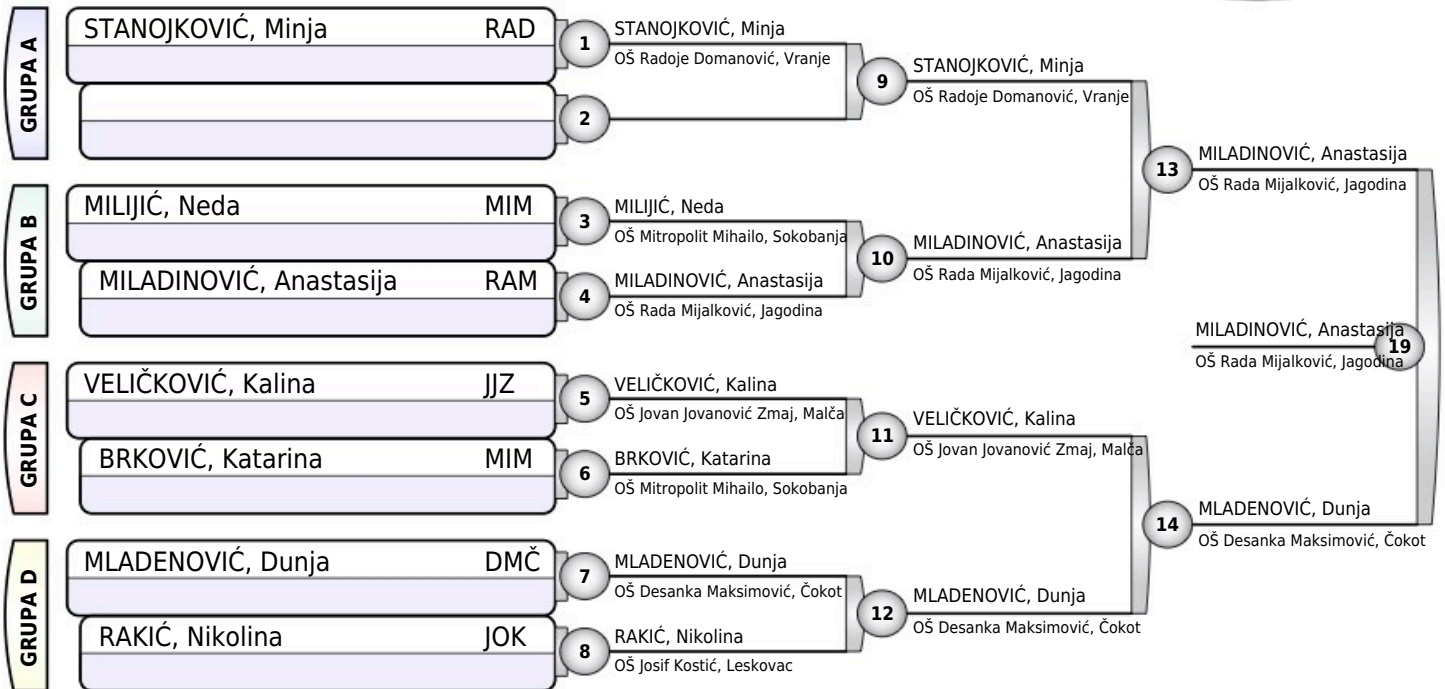 GRUPA A
STANOJKOVIĆ, Minja RAD
1
STANOJKOVIĆ, Minja
OŠ Radoje Domanović, Vranje
2
9
STANOJKOVIĆ, Minja
OŠ Radoje Domanović, Vranje
GRUPA B
MILIJIĆ, Neda MIM
3
MILIJIĆ, Neda
OŠ Mitropolit Mihailo, Sokobanja
MILADINOVIĆ, Anastasija RAM
4
MILADINOVIĆ, Anastasija
OŠ Rada Mijalković, Jagodina
10
MILADINOVIĆ, Anastasija
OŠ Rada Mijalković, Jagodina
13
MILADINOVIĆ, Anastasija
OŠ Rada Mijalković, Jagodina
GRUPA C
VELIČKOVIĆ, Kalina JJZ
5
VELIČKOVIĆ, Kalina
OŠ Jovan Jovanović Zmaj, Malča
BRKOVIĆ, Katarina MIM
6
BRKOVIĆ, Katarina
OŠ Mitropolit Mihailo, Sokobanja
11
VELIČKOVIĆ, Kalina
OŠ Jovan Jovanović Zmaj, Malča
GRUPA D
MLADENOVIĆ, Dunja DMČ
7
MLADENOVIĆ, Dunja
OŠ Desanka Maksimović, Čokot
RAKIĆ, Nikolina JOK
8
RAKIĆ, Nikolina
OŠ Josif Kostić, Leskovac
12
MLADENOVIĆ, Dunja
OŠ Desanka Maksimović, Čokot
14
MLADENOVIĆ, Dunja
OŠ Desanka Maksimović, Čokot
MILADINOVIĆ, Anastasija
19
OŠ Rada Mijalković, Jagodina